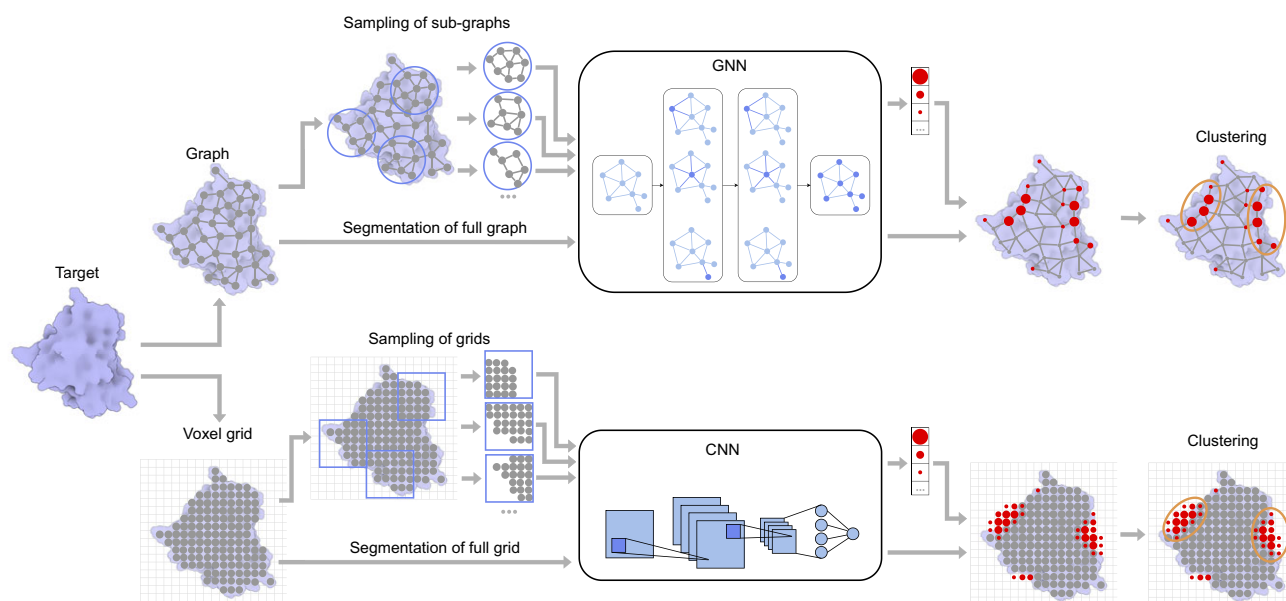 Sampling of sub-graphs
GNN
Graph
Clustering
...
...
Segmentation of full graph
Target
Sampling of grids
Voxel grid
CNN
Clustering
...
...
Segmentation of full grid